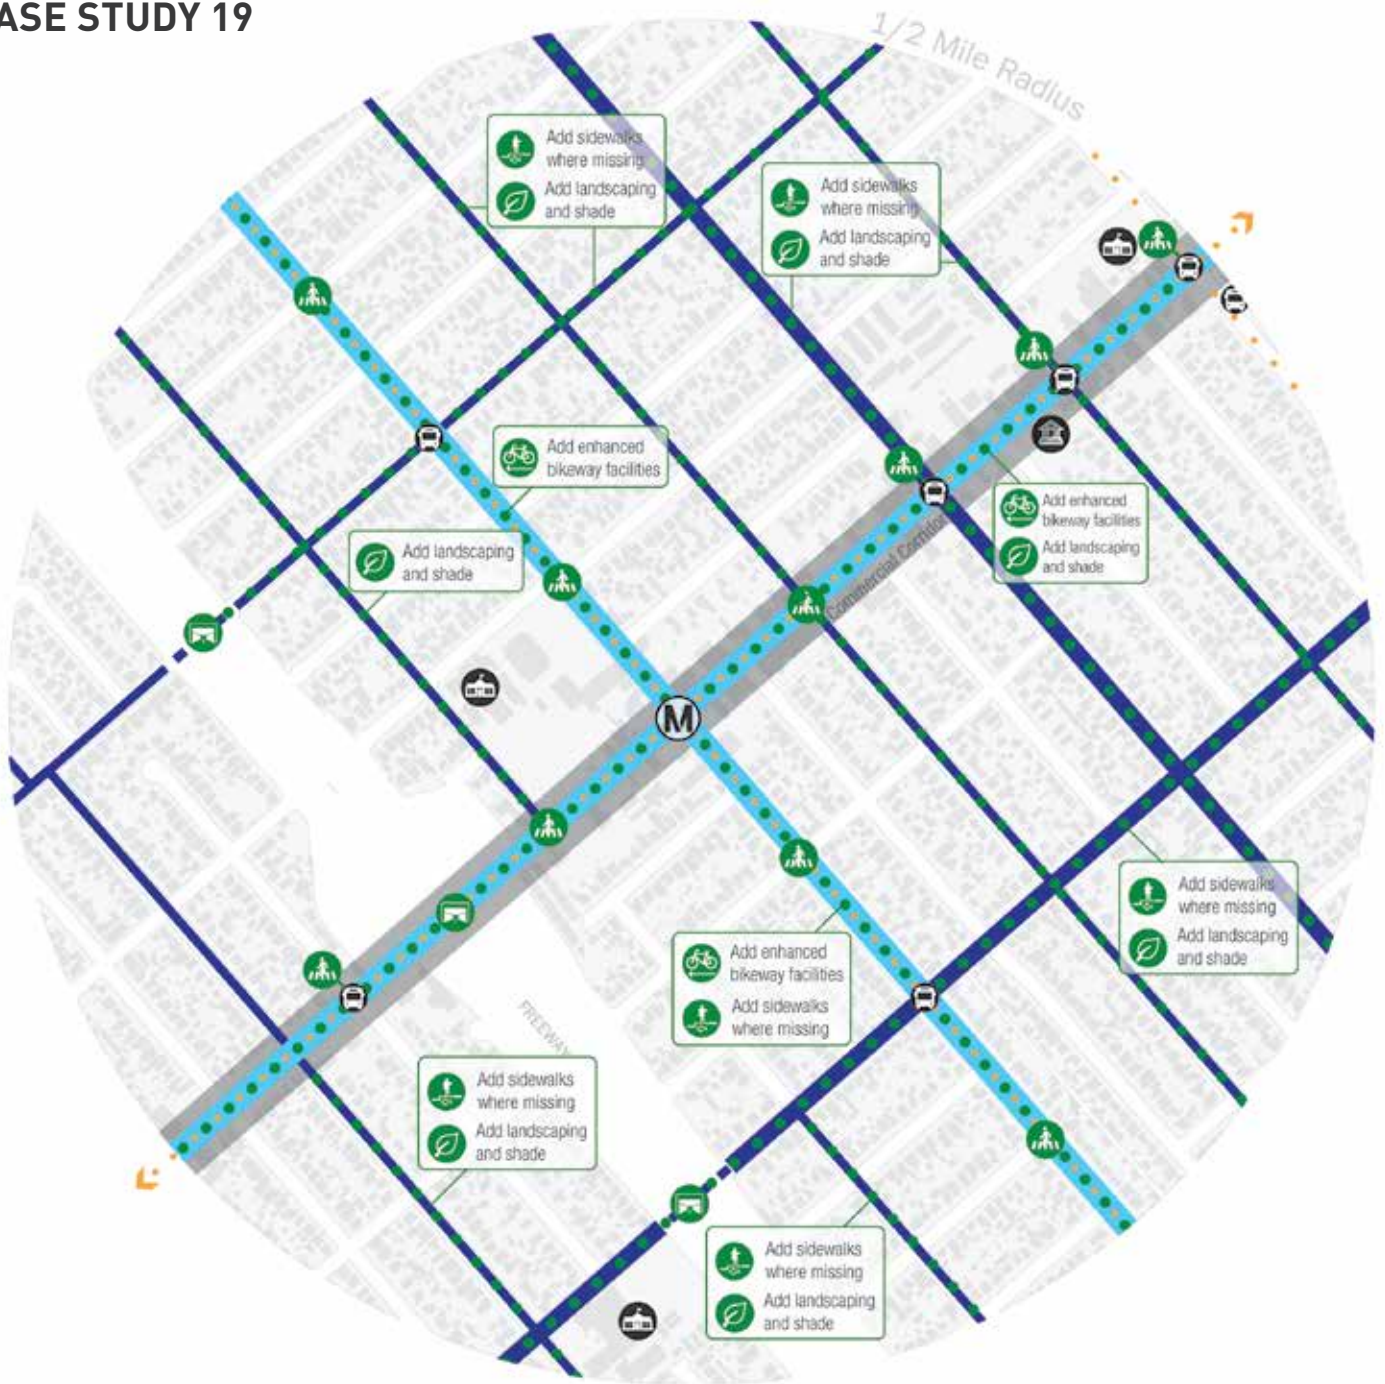 ASE STUDY 19
1/2 Mile Radius
Add sidewalks
where missing
Add landscaping
and shade
Add sidewalks
where missing
Add landscaping
and shade
Add enhanced
bikeway facilities
Add enhanced
bikeway facilities
Add landscaping
and shade
Add landscaping
and shade
Commercial Corridor
M
Add sidewalks
where missing
Add landscaping
and shade
Add enhanced
bikeway facilities
Add sidewalks
where missing
FREEWAY
Add sidewalks
where missing
Add landscaping
and shade
Add sidewalks
where missing
Add landscaping
and shade